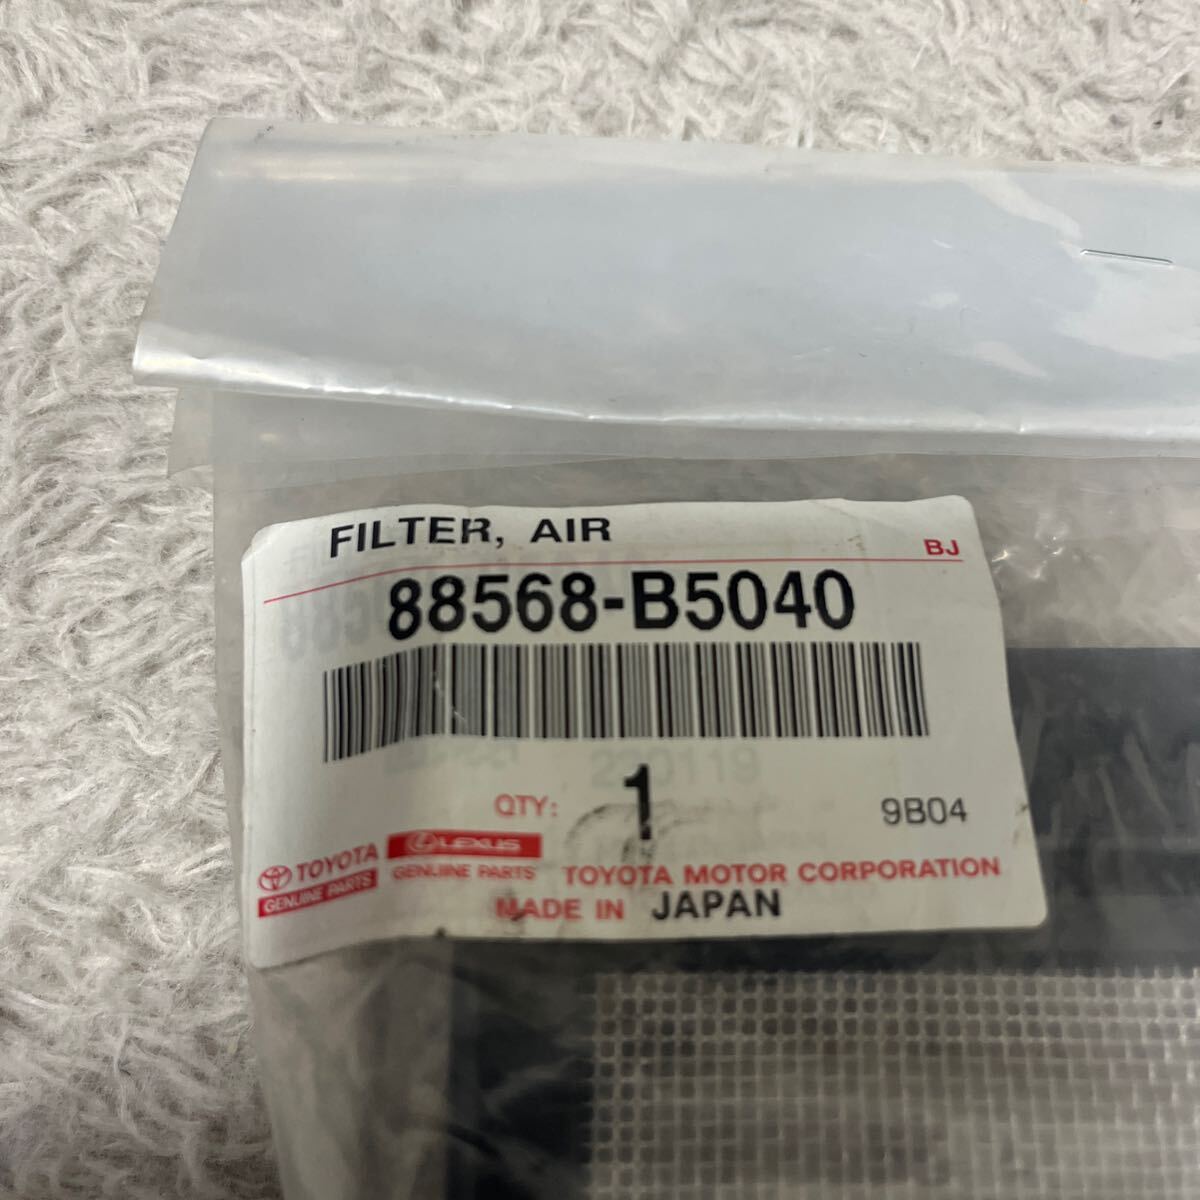 FILTER, AIR
BJ
88568-B5040
220119
QTY: 1
9B04
TOYOTA
GENUINE PARTS
LEXUS
GENUINE PARTS
TOYOTA MOTOR CORPORATION
MADE IN JAPAN